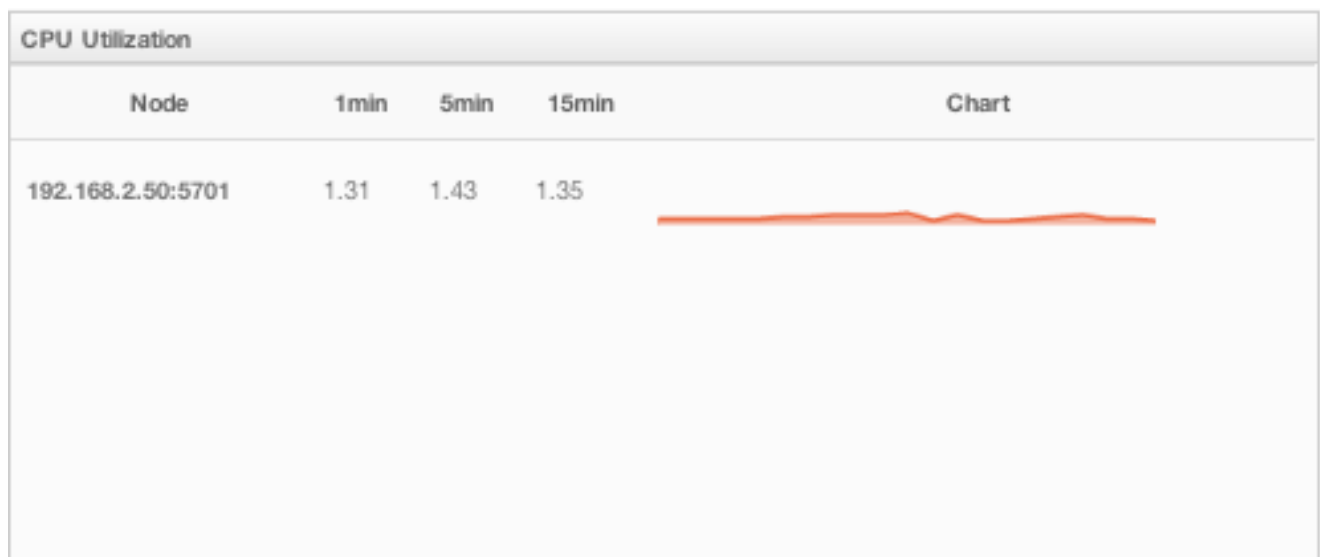 CPU Utilization
Node 1min 5min 15min Chart
192.168.2.50:5701 1.31 1.43 1.35